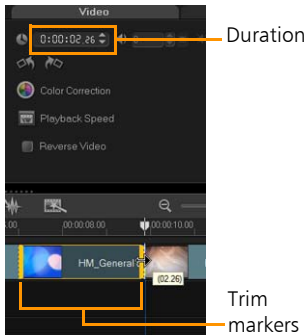 Video
0:00:02.26
Duration
Color Correction
Playback Speed
Reverse Video
00:00:08.00
00:00:10.00
HM_General
(02.26)
Trim
markers